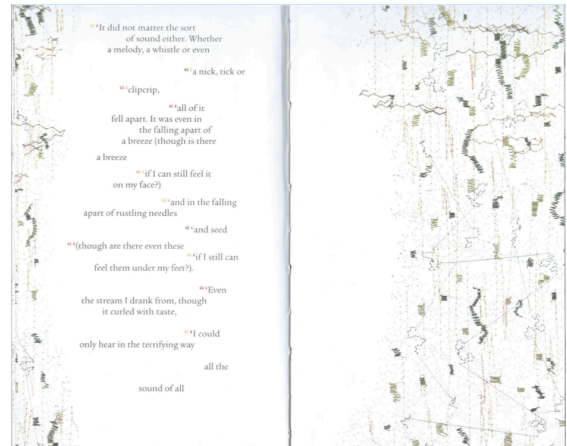 “‘It did not matter the sort
of sound either. Whether
a melody, a whistle or even
“‘a nick, tick or
“‘clipcrip,
“‘all of it
fell apart. It was even in
the falling apart of
a breeze (though is there
a breeze
“‘if I can still feel it
on my face?)
“‘and in the falling
apart of rustling needles
“‘and seed
“‘(though are there even these
“‘if I still can
feel them under my feet?).
“‘Even
the stream I drank from, though
it curled with taste,
“‘I could
only hear in the terrifying way
all the
sound of all